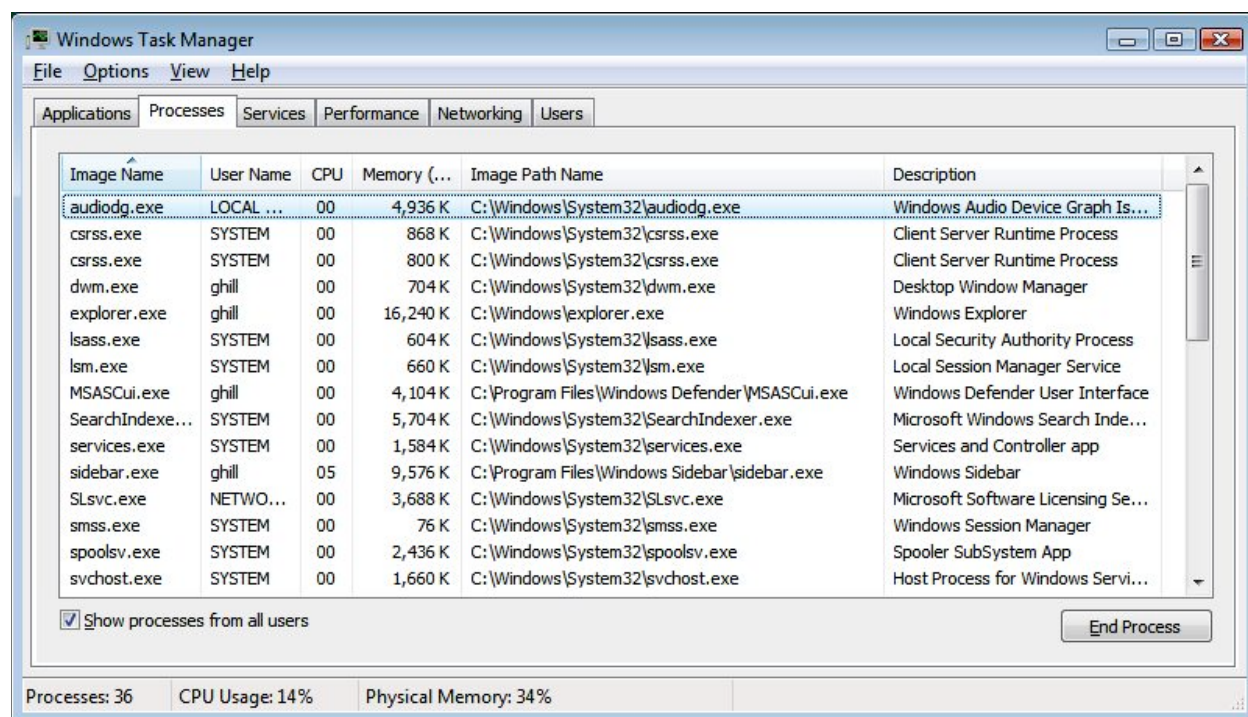 Windows Task Manager
File Options View Help
Applications Processes Services Performance Networking Users
Image Name User Name CPU Memory (... Image Path Name Description
audiodg.exe LOCAL ... 00 4,936 K C:\Windows\System32\audiodg.exe Windows Audio Device Graph Is...
csrss.exe SYSTEM 00 868 K C:\Windows\System32\csrss.exe Client Server Runtime Process
csrss.exe SYSTEM 00 800 K C:\Windows\System32\csrss.exe Client Server Runtime Process
dwm.exe ghill 00 704 K C:\Windows\System32\dwm.exe Desktop Window Manager
explorer.exe ghill 00 16,240 K C:\Windows\explorer.exe Windows Explorer
lsass.exe SYSTEM 00 604 K C:\Windows\System32\lsass.exe Local Security Authority Process
lsm.exe SYSTEM 00 660 K C:\Windows\System32\lsm.exe Local Session Manager Service
MSASCui.exe ghill 00 4,104 K C:\Program Files\Windows Defender\MSASCui.exe Windows Defender User Interface
SearchIndexe... SYSTEM 00 5,704 K C:\Windows\System32\SearchIndexer.exe Microsoft Windows Search Inde...
services.exe SYSTEM 00 1,584 K C:\Windows\System32\services.exe Services and Controller app
sidebar.exe ghill 05 9,576 K C:\Program Files\Windows Sidebar\sidebar.exe Windows Sidebar
SLsvc.exe NETWO... 00 3,688 K C:\Windows\System32\SLsvc.exe Microsoft Software Licensing Se...
smss.exe SYSTEM 00 76 K C:\Windows\System32\smss.exe Windows Session Manager
spoolsv.exe SYSTEM 00 2,436 K C:\Windows\System32\spoolsv.exe Spooler SubSystem App
svchost.exe SYSTEM 00 1,660 K C:\Windows\System32\svchost.exe Host Process for Windows Servi...
Show processes from all users
End Process
Processes: 36 CPU Usage: 14% Physical Memory: 34%